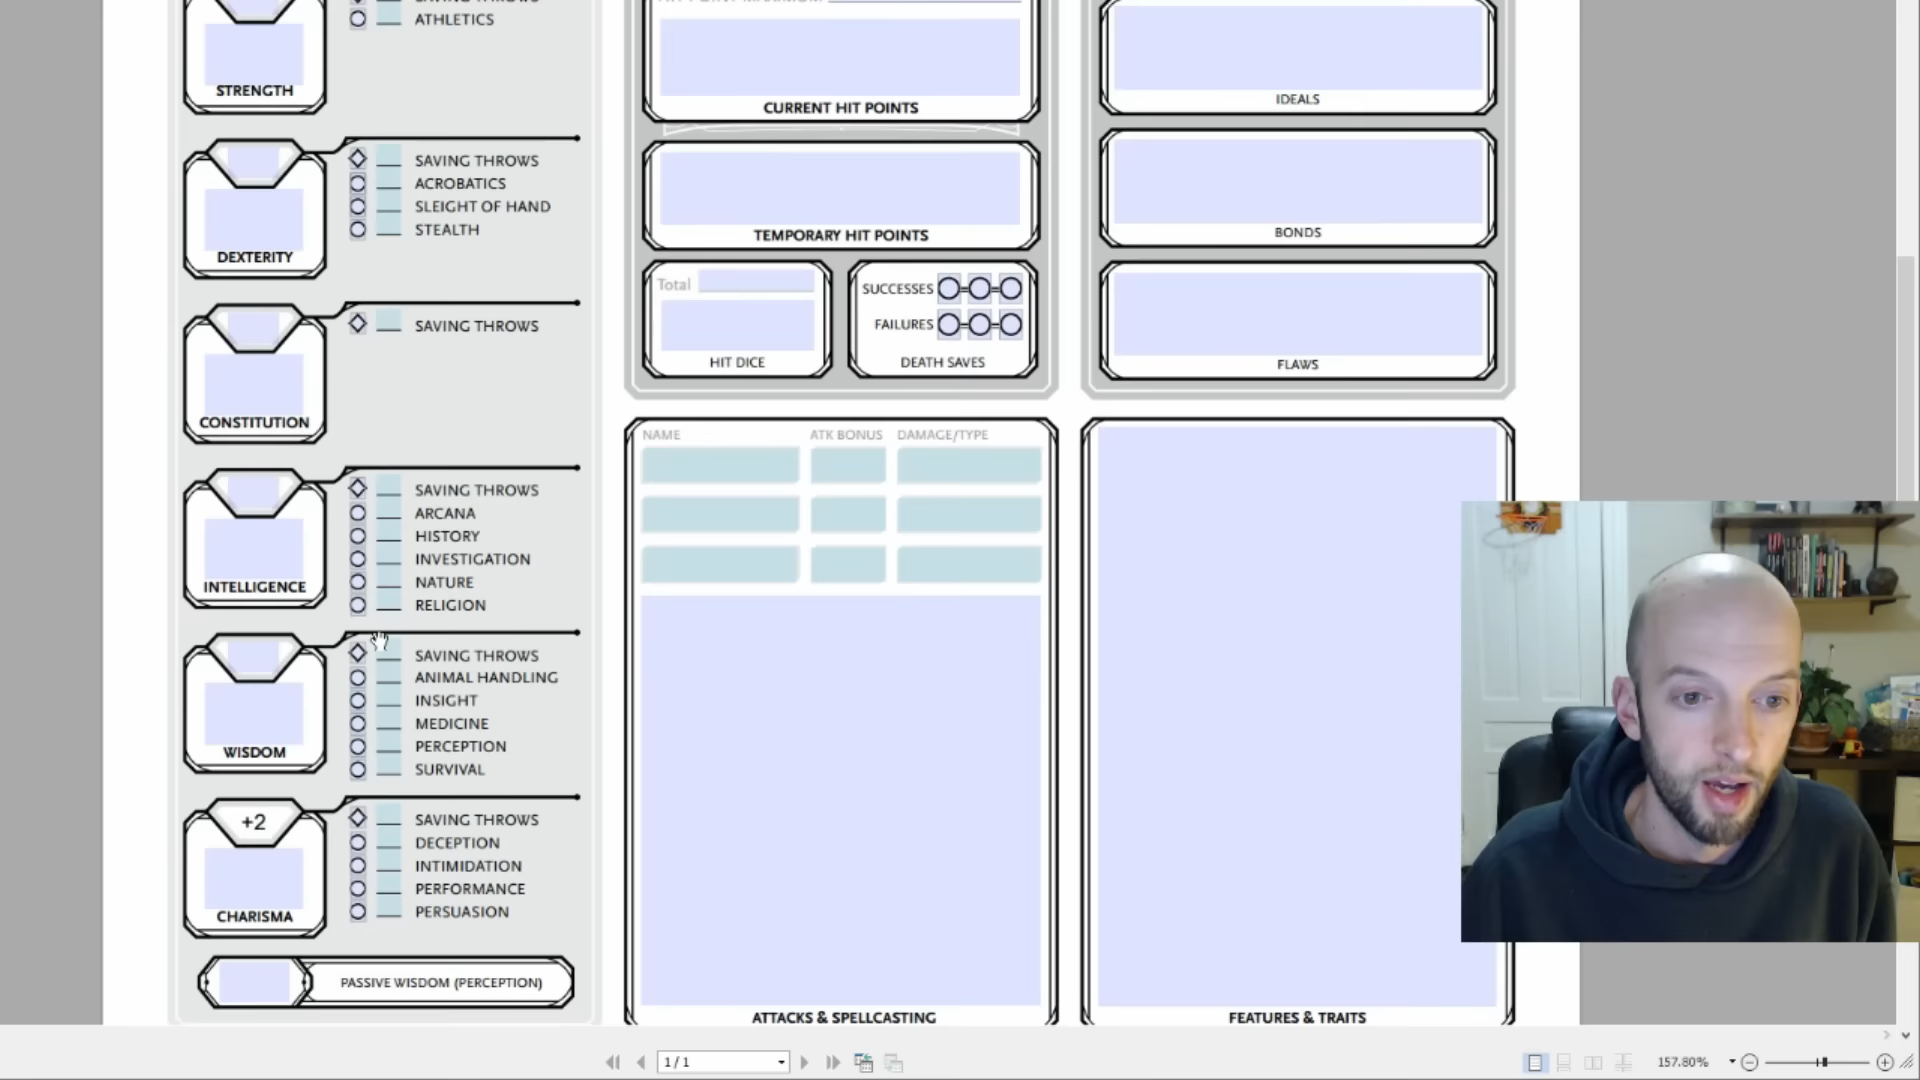 SAVING THROWS
ATHLETICS
STRENGTH
SAVING THROWS
ACROBATICS
SLEIGHT OF HAND
STEALTH
DEXTERITY
SAVING THROWS
CONSTITUTION
SAVING THROWS
ARCANA
HISTORY
INVESTIGATION
NATURE
RELIGION
INTELLIGENCE
SAVING THROWS
ANIMAL HANDLING
INSIGHT
MEDICINE
PERCEPTION
SURVIVAL
WISDOM
+2
SAVING THROWS
DECEPTION
INTIMIDATION
PERFORMANCE
PERSUASION
CHARISMA
PASSIVE WISDOM (PERCEPTION)
CURRENT HIT POINTS
TEMPORARY HIT POINTS
Total
HIT DICE
SUCCESSES
FAILURES
DEATH SAVES
NAME ATK BONUS DAMAGE/TYPE
ATTACKS & SPELLCASTING
IDEALS
BONDS
FLAWS
FEATURES & TRAITS
1 / 1
157.80%